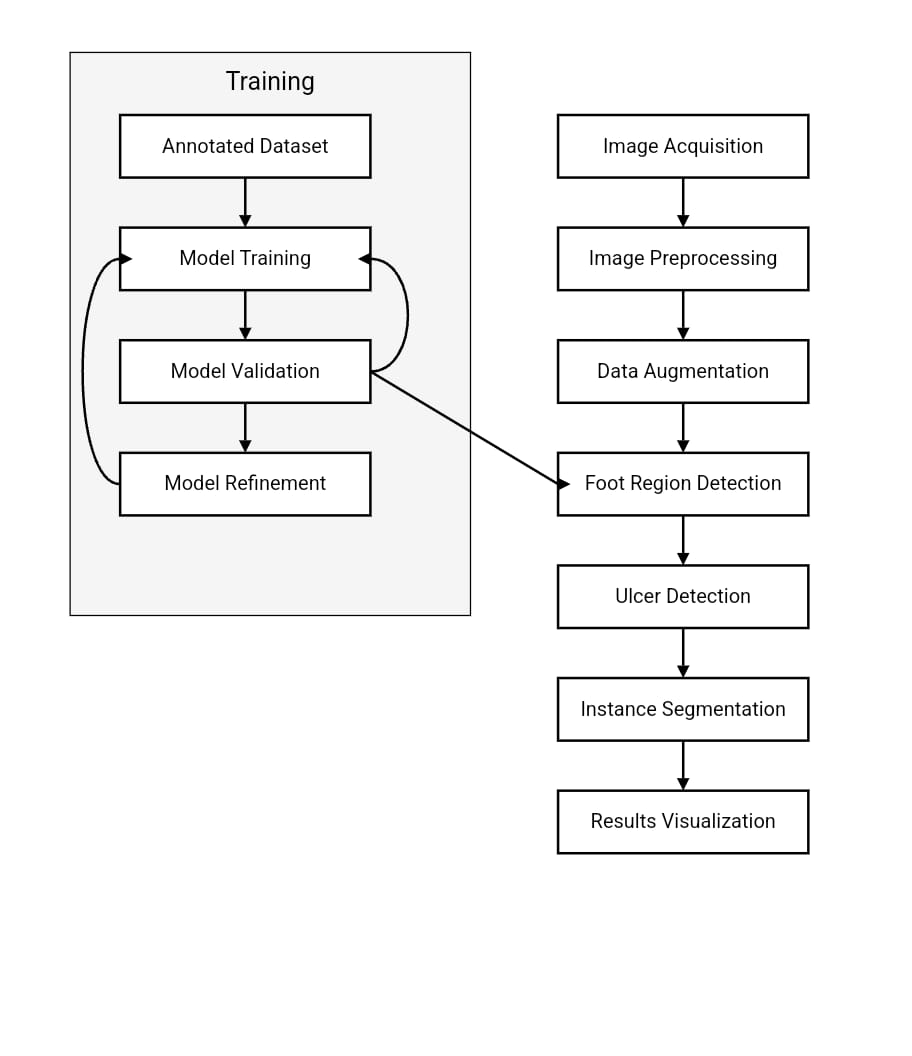 Training
Annotated Dataset
Model Training
Model Validation
Model Refinement
Image Acquisition
Image Preprocessing
Data Augmentation
Foot Region Detection
Ulcer Detection
Instance Segmentation
Results Visualization